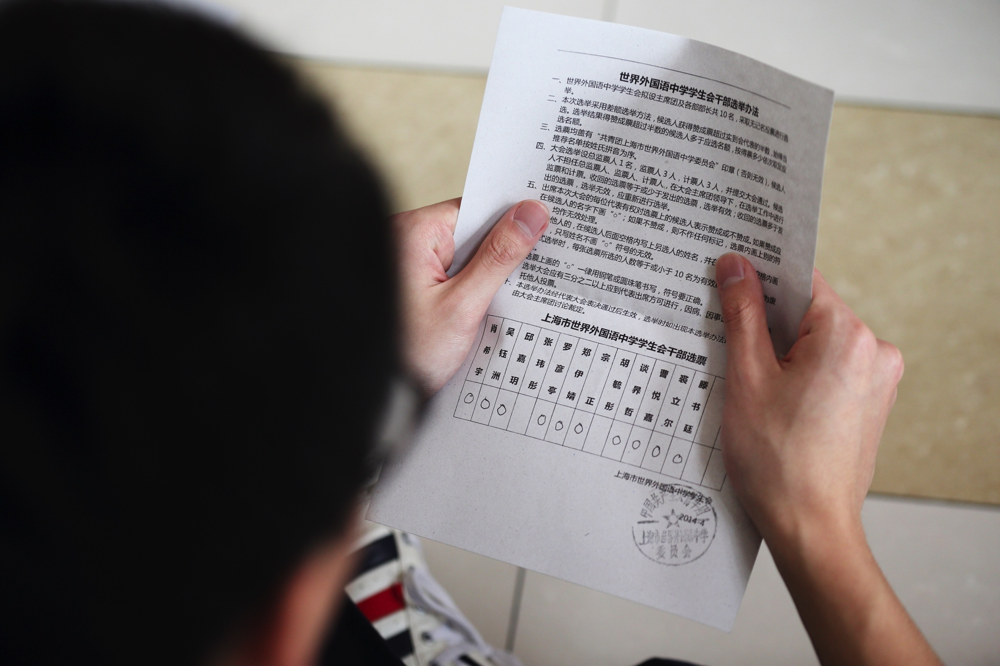 世界外国语中学学生会干部选举办法
一、世界外国语中学学生会拟设主席团及各部部长共10名，采取无记名投票进行选
举。
二、本次选举采用差额选举方法，候选人获得赞成票超过实到会代表的半数，始得当
选。选举结果得赞成票超过半数的候选人多于应选名额，按得票多少依次取足应
选名额。
三、选票均盖有“共青团上海市世界外国语中学委员会”印章（否则无效），候选人
推荐名单按姓氏拼音为序。
四、大会选举设总监票人1名，监票人3人，计票人3人，并提交大会通过。候选
人不担任总监票人、监票人、计票人，在大会主席团领导下，在选举工作中进行
监票和计票。收回的选票等于或少于发出的选票，选举有效；收回的选票多于发
出的选票，选举无效，应重新进行选举。
五、出席本次大会的每位代表有权对选票上的候选人表示赞成或不赞成。如果赞成应
在候选人的名字下画“○”；如果不赞成，则不作任何标记，选票内画上别的符
，均作无效处理。
他人的，在候选人后面空格内写上另选人的姓名，并在 空格内画
，只写姓名不画“○”符号的无效。
式选举时，每张选票所选的人数等于或小于10名为有效 为废
选票上画的“○”一律用钢笔或圆珠笔书写，符号要正确。
选举大会应有三分之二以上应到代表出席方可进行，因病、因事
托他人投票。
十、本选举办法经代表大会表决通过后生效，选举时如出现本选举办法
由大会主席团讨论裁定。
上海市世界外国语中学学生会干部选票
肖希宇 吴钰洲 邱嘉玥 张玮彤 罗彦亭 郑伊婧 宗正 胡毓彤 谈昇哲 曹悦嘉 裘立尔 滕书廷
○ ○ ○ ○ ○ ○ ○ ○ ○ ○
上海市世界外国语中学学生会
2014-4
中国共产主义青年团
上海市世界外国语中学
委员会